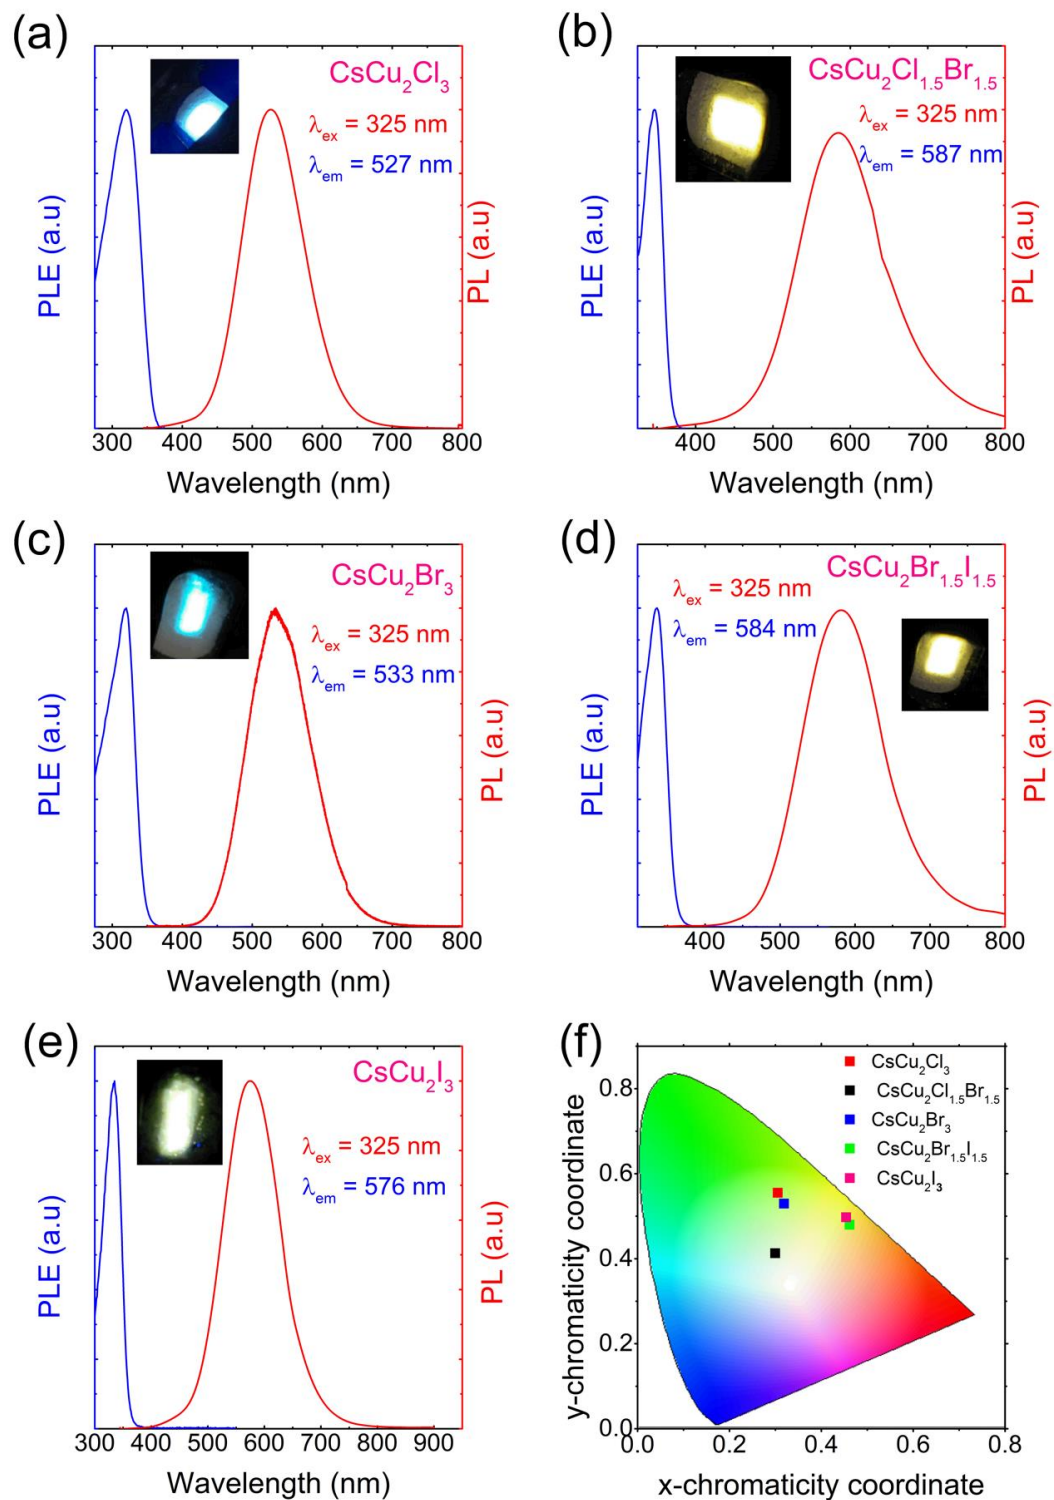 (a)
CsCu₂Cl₃
λₑₓ = 325 nm
λₑₘ = 527 nm
PLE (a.u)
PL (a.u)
300 400 500 600 700 800
Wavelength (nm)
(b)
CsCu₂Cl₁.₅Br₁.₅
λₑₓ = 325 nm
λₑₘ = 587 nm
PLE (a.u)
PL (a.u)
400 500 600 700 800
Wavelength (nm)
(c)
CsCu₂Br₃
λₑₓ = 325 nm
λₑₘ = 533 nm
PLE (a.u)
PL (a.u)
300 400 500 600 700 800
Wavelength (nm)
(d)
CsCu₂Br₁.₅I₁.₅
λₑₓ = 325 nm
λₑₘ = 584 nm
PLE (a.u)
PL (a.u)
400 500 600 700 800
Wavelength (nm)
(e)
CsCu₂I₃
λₑₓ = 325 nm
λₑₘ = 576 nm
PLE (a.u)
PL (a.u)
300 400 500 600 700 800 900
Wavelength (nm)
(f)
CsCu₂Cl₃
CsCu₂Cl₁.₅Br₁.₅
CsCu₂Br₃
CsCu₂Br₁.₅I₁.₅
CsCu₂I₃
y-chromaticity coordinate
0.8
0.6
0.4
0.2
0.0
0.0 0.2 0.4 0.6 0.8
x-chromaticity coordinate